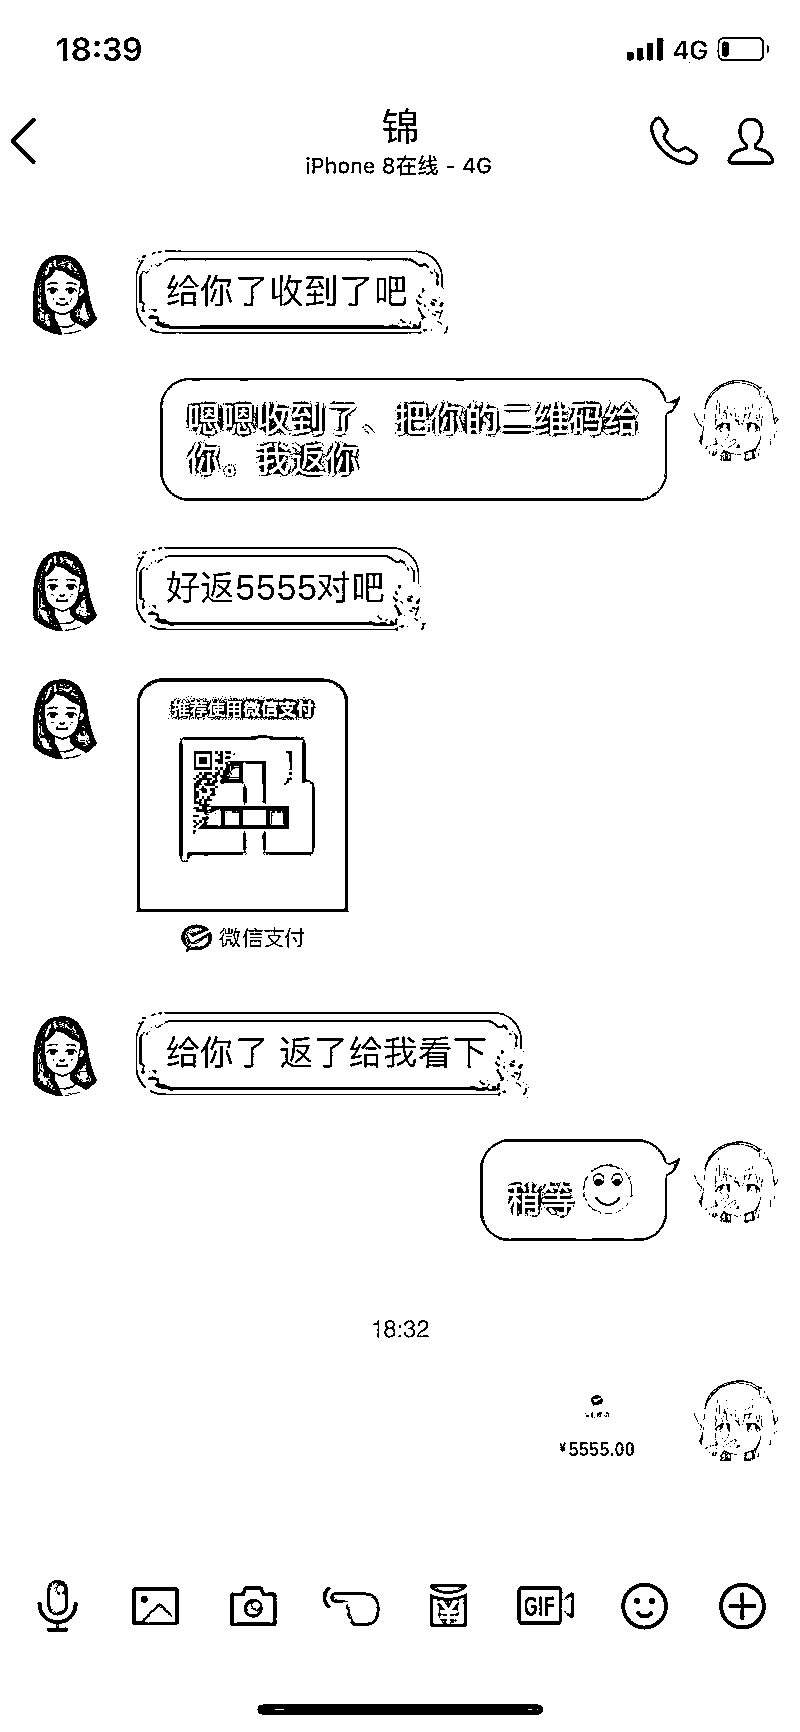 18:39
4G
锦
iPhone 8在线 - 4G
给你了收到了吧
嗯嗯收到了、把你的二维码给
你。我返你
好返5555对吧
推荐使用微信支付
微信支付
给你了 返了给我看下
稍等
18:32
¥5555.00
GIF